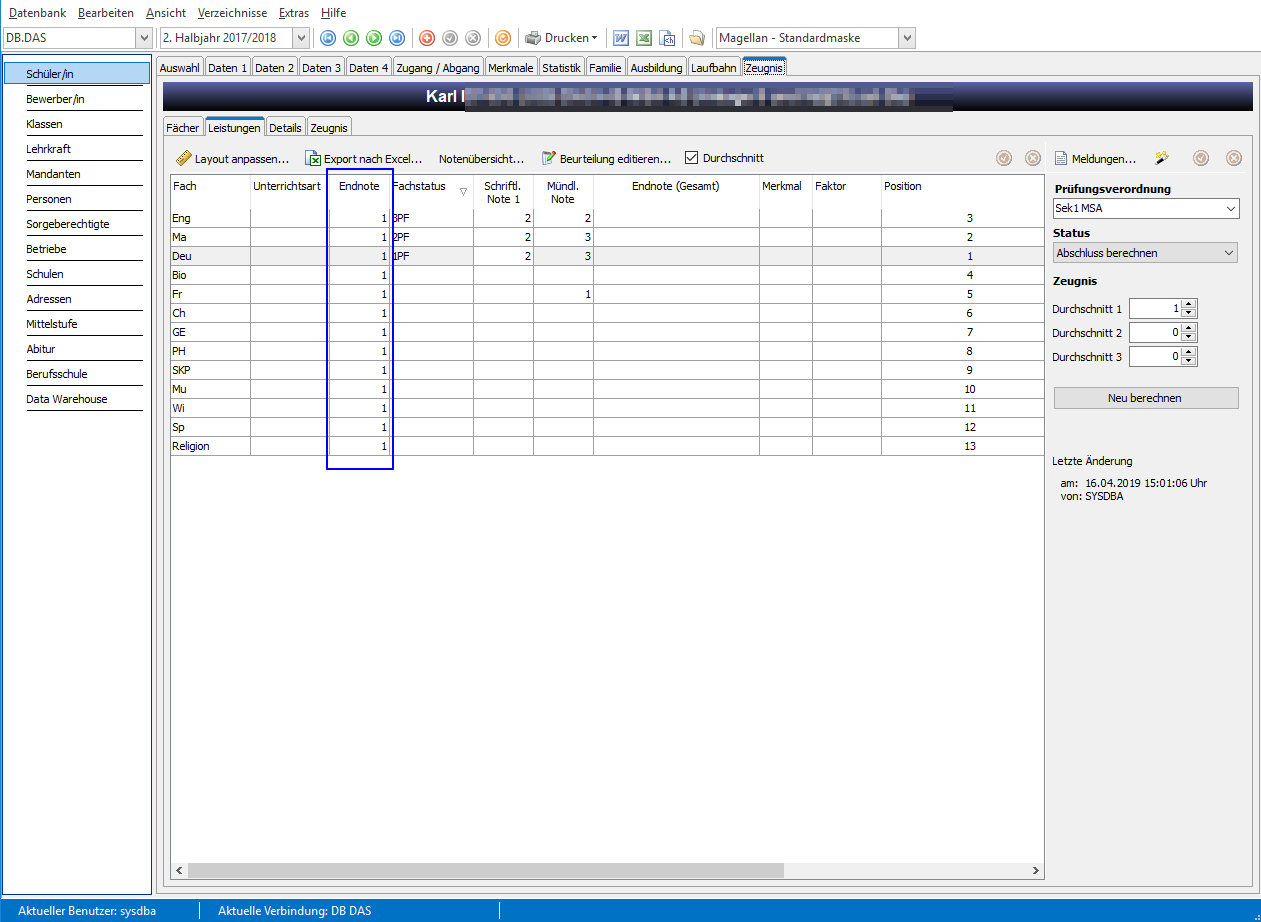 Datenbank Bearbeiten Ansicht Verzeichnisse Extras Hilfe
DB.DAS 2. Halbjahr 2017/2018 Drucken Magellan - Standardmaske
Schüler/in
Bewerber/in
Klassen
Lehrkraft
Mandanten
Personen
Sorgeberechtigte
Betriebe
Schulen
Adressen
Mittelstufe
Abitur
Berufsschule
Data Warehouse
Auswahl Daten 1 Daten 2 Daten 3 Daten 4 Zugang / Abgang Merkmale Statistik Familie Ausbildung Laufbahn Zeugnis
Karl
Fächer Leistungen Details Zeugnis
Layout anpassen... Export nach Excel... Notenübersicht... Beurteilung editieren... Durchschnitt
Fach Unterrichtsart Endnote Fachstatus Schriftl. Note 1 Mündl. Note Endnote (Gesamt) Merkmal Faktor Position
Eng 1 3PF 2 2 3
Ma 1 2PF 2 3 2
Deu 1 1PF 2 3 1
Bio 1 4
Fr 1 1 5
Ch 1 6
GE 1 7
PH 1 8
SKP 1 9
Mu 1 10
Wi 1 11
Sp 1 12
Religion 1 13
Meldungen...
Prüfungsverordnung
Sek1 MSA
Status
Abschluss berechnen
Zeugnis
Durchschnitt 1 1
Durchschnitt 2 0
Durchschnitt 3 0
Neu berechnen
Letzte Änderung
am: 16.04.2019 15:01:06 Uhr
von: SYSDBA
Aktueller Benutzer: sysdba Aktuelle Verbindung: DB DAS